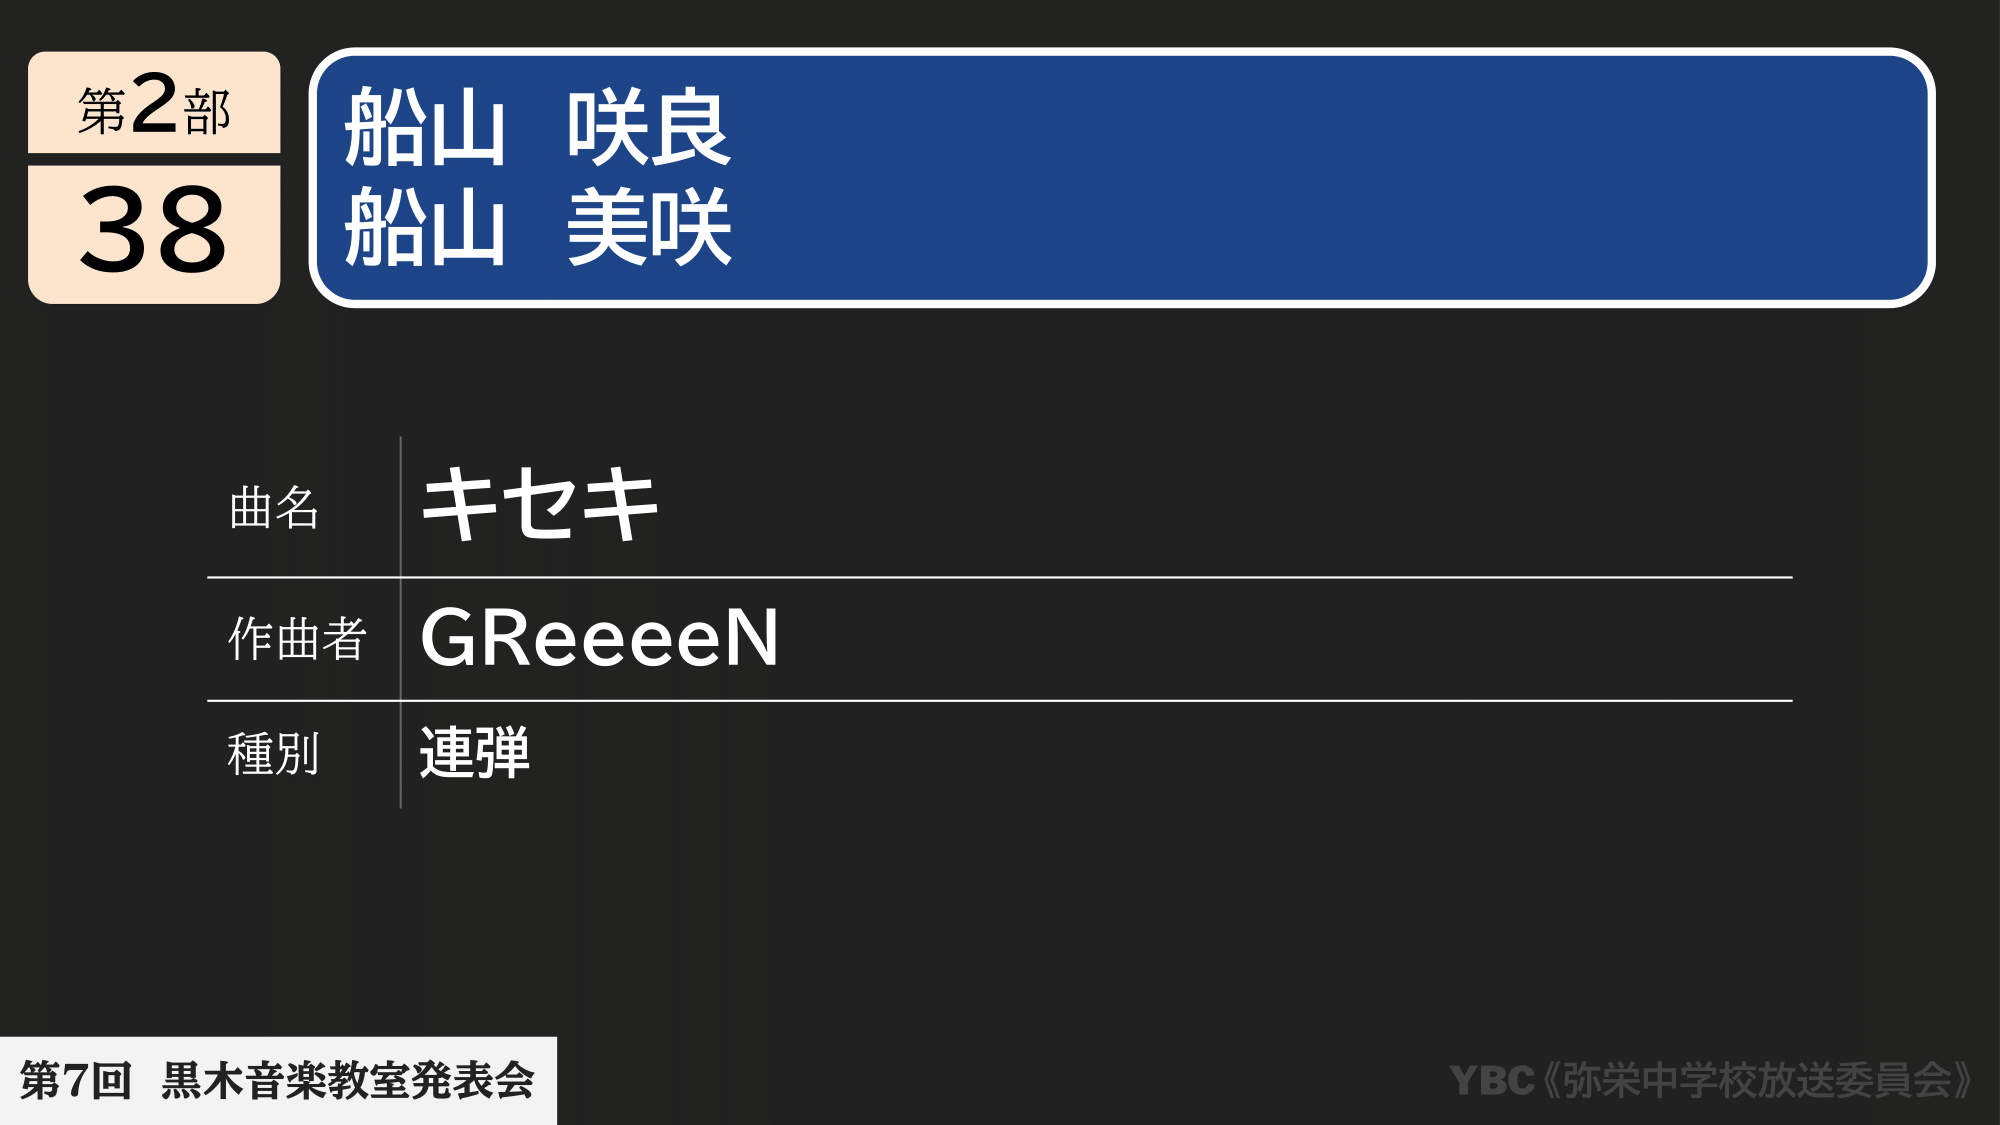 第2部
38
船山 咲良
船山 美咲
曲名 キセキ
作曲者 GReeeeN
種別 連弾
第7回 黒木音楽教室発表会
YBC《弥栄中学校放送委員会》